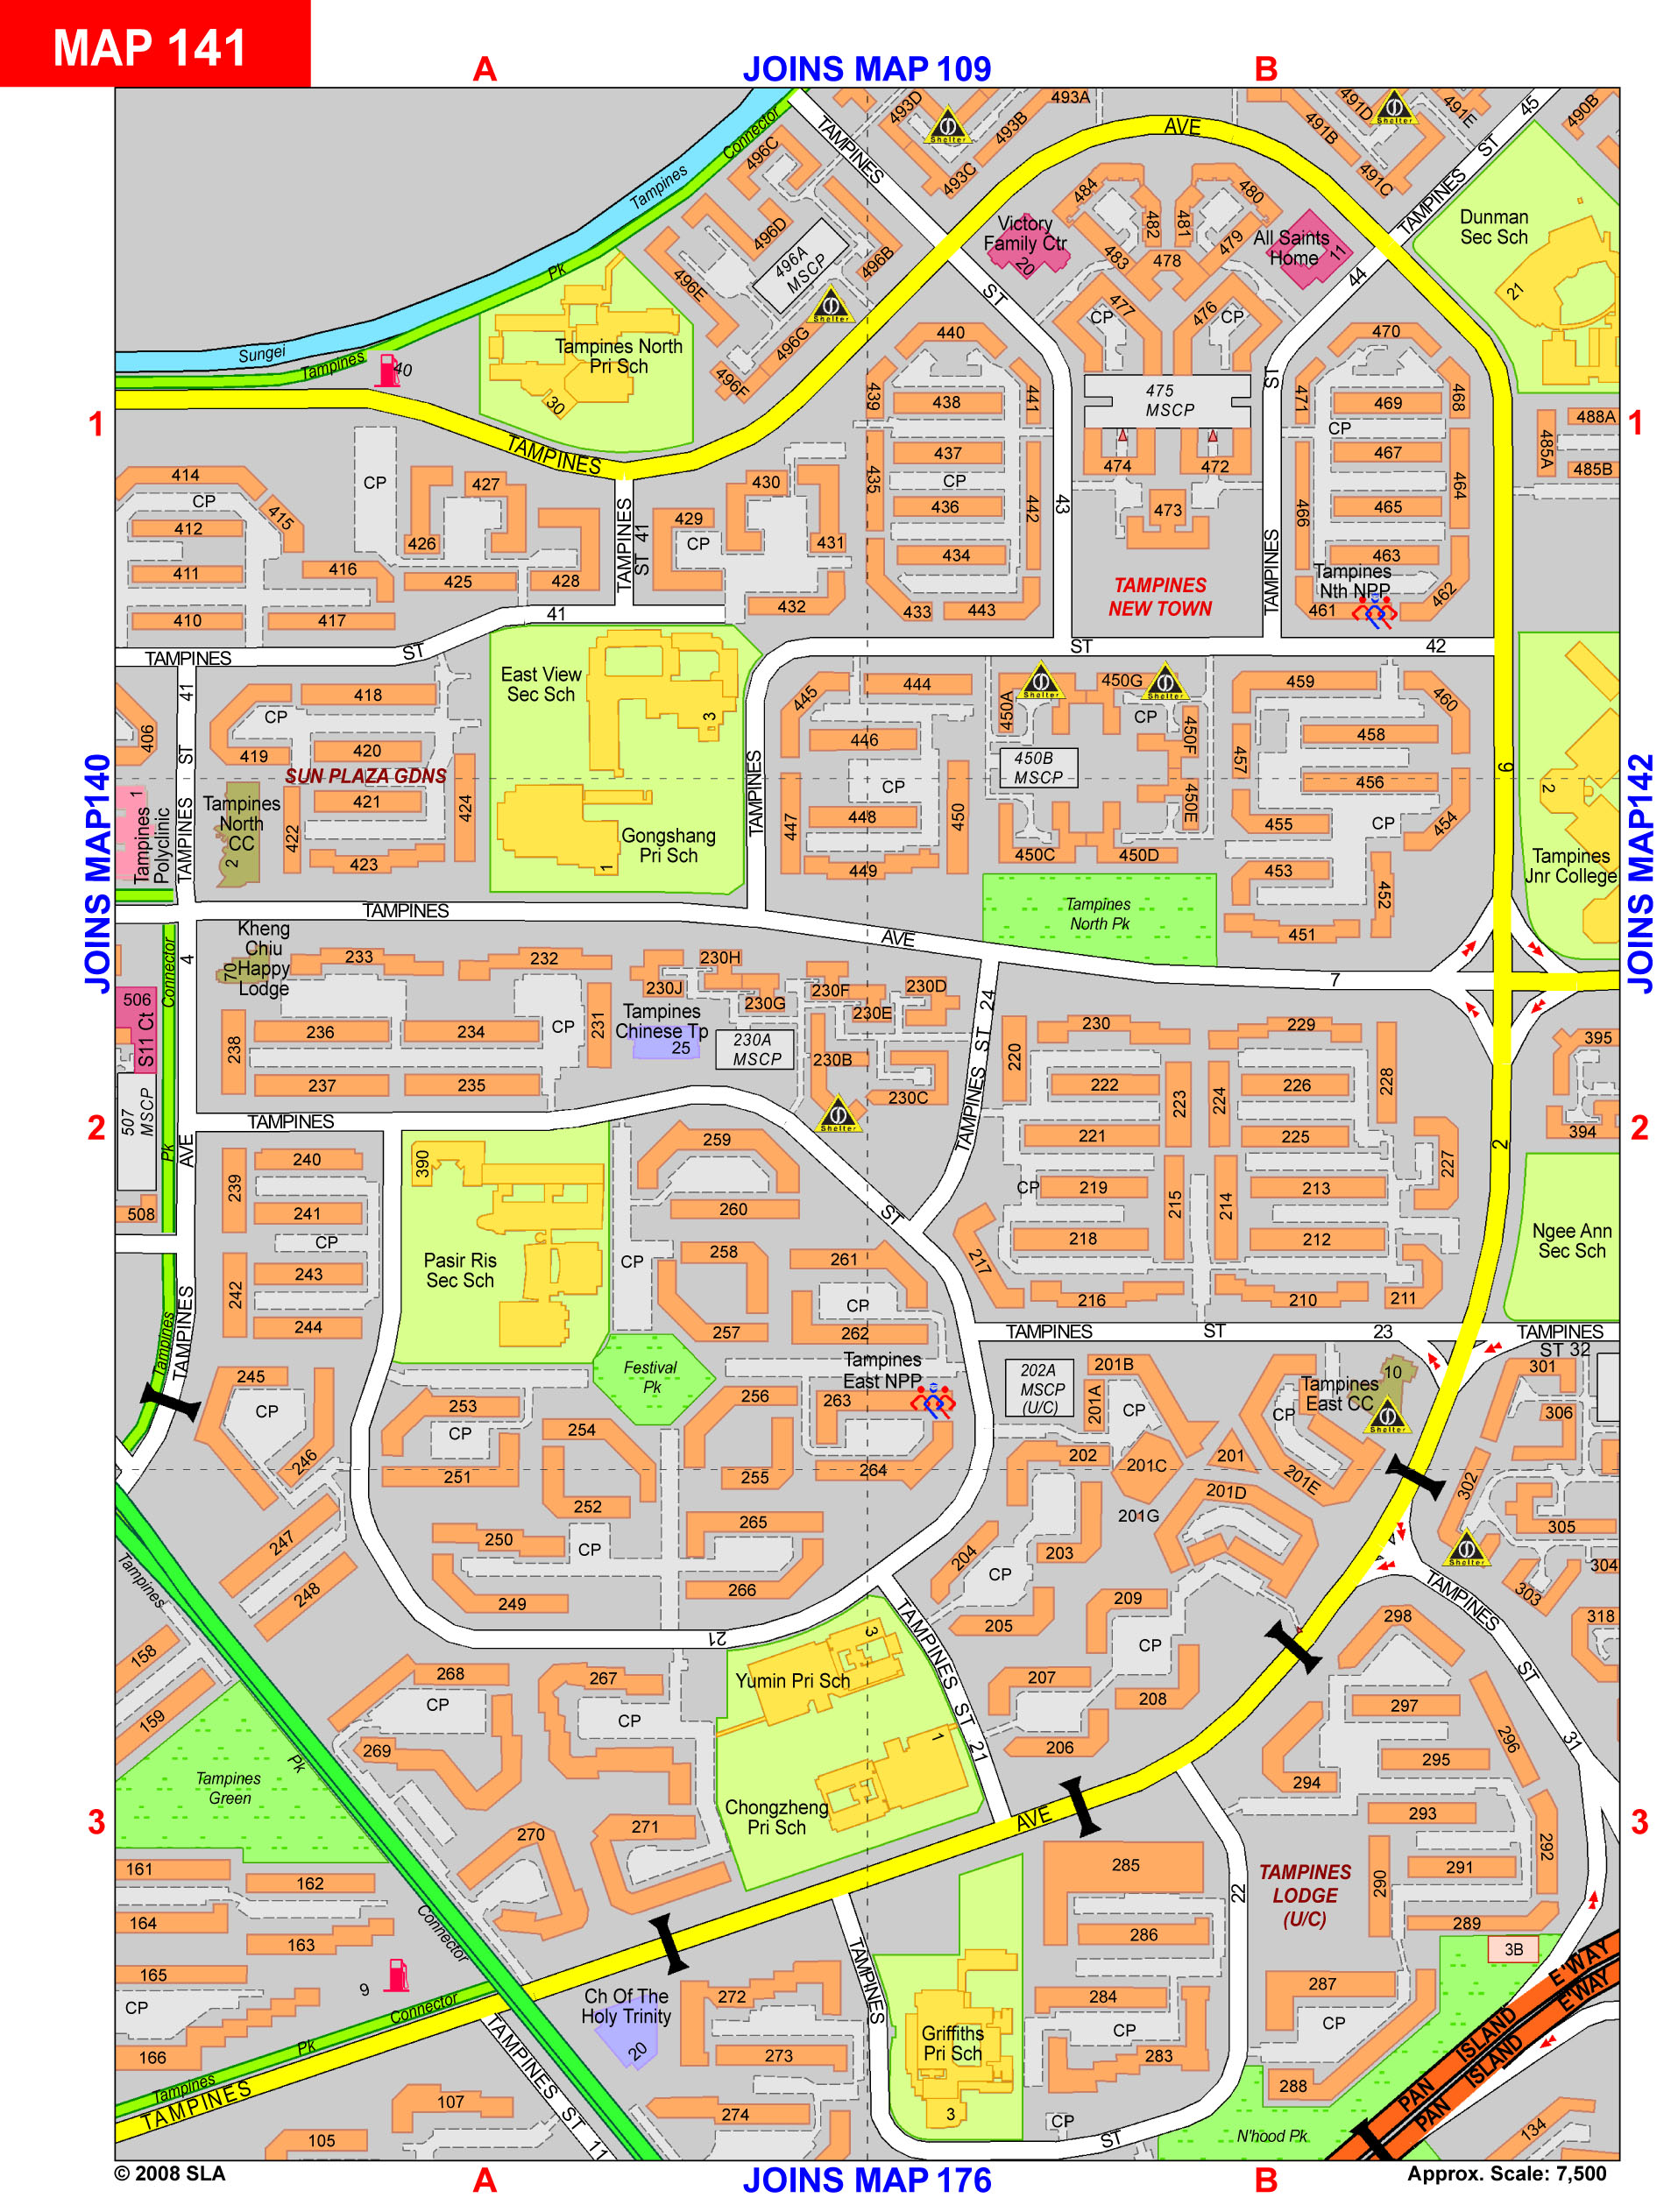 MAP 141
A
JOINS MAP 109
B
493D
493A
493B
493C
Shelter
491D
491E
491B
491C
Shelter
490B
TAMPINES
ST
45
AVE
TAMPINES
ST
Connector
Tampines
Pk
Sungei
Tampines
496C
496D
496A
MSCP
496B
496E
496G
496F
Shelter
484
482
481
480
483
478
479
477
476
CP
CP
Victory
Family Ctr
20
All Saints
Home
11
44
Dunman
Sec Sch
21
40
Tampines North
Pri Sch
30
1
1
440
439
438
441
437
435
CP
436
442
434
433
443
475
MSCP
474
472
473
43
TAMPINES
NEW TOWN
ST
TAMPINES
470
471
469
468
CP
467
464
466
465
463
Tampines
Nth NPP
461
462
488A
485A
485B
TAMPINES
414
CP
412
415
411
416
410
417
CP
427
426
425
428
TAMPINES
ST 41
429
CP
430
431
432
41
TAMPINES
ST
ST
42
TAMPINES
ST
41
406
418
CP
419
420
SUN PLAZA GDNS
421
422
424
423
Tampines
North
CC
2
Tampines
Polyclinic
1
East View
Sec Sch
3
Gongshang
Pri Sch
1
TAMPINES
445
444
446
CP
447
448
450
449
450A
450G
Shelter
Shelter
CP
450F
450B
MSCP
450E
450C
450D
459
460
458
457
456
455
CP
454
453
452
451
9
2
Tampines
Jnr College
JOINS MAP140
JOINS MAP142
TAMPINES
AVE
7
Tampines
North Pk
Kheng
Chiu
Happy
Lodge
70
4
Connector
Pk
506
S11 Ct
507
MSCP
508
233
232
236
234
CP
231
238
237
235
230H
230J
230G
230F
230D
230E
Tampines
Chinese Tp
25
230A
MSCP
230B
230C
Shelter
TAMPINES ST 24
220
230
222
223
221
CP
219
215
218
217
216
229
228
224
226
225
227
214
213
212
211
210
395
394
2
2
2
Ngee Ann
Sec Sch
TAMPINES
ST
AVE
TAMPINES
Tampines
240
239
241
CP
243
242
244
245
CP
246
247
248
390
Pasir Ris
Sec Sch
259
260
CP
258
257
261
CP
262
Tampines
East NPP
263
264
Festival
Pk
256
255
253
CP
254
251
252
250
CP
249
265
266
21
TAMPINES
ST
23
TAMPINES
ST 32
202A
MSCP
(U/C)
201B
201A
CP
202
201C
201
201E
201D
201G
CP
Tampines
East CC
10
Shelter
301
306
302
305
304
303
Shelter
318
204
203
CP
205
209
CP
207
208
206
TAMPINES ST 21
TAMPINES
ST
31
298
297
296
295
294
293
292
291
290
289
Tampines
Pk
Connector
158
159
Tampines
Green
268
CP
269
267
CP
270
271
Yumin Pri Sch
3
Chongzheng
Pri Sch
1
3
3
AVE
161
162
164
163
165
CP
166
9
Tampines
Pk
Connector
TAMPINES
TAMPINES ST 11
107
105
Ch Of The
Holy Trinity
20
272
273
274
TAMPINES
ST
22
Griffiths
Pri Sch
3
285
286
284
CP
283
CP
TAMPINES
LODGE
(U/C)
287
CP
288
3B
N'hood Pk
PAN ISLAND E'WAY
PAN ISLAND E'WAY
134
© 2008 SLA
A
JOINS MAP 176
B
Approx. Scale: 7,500